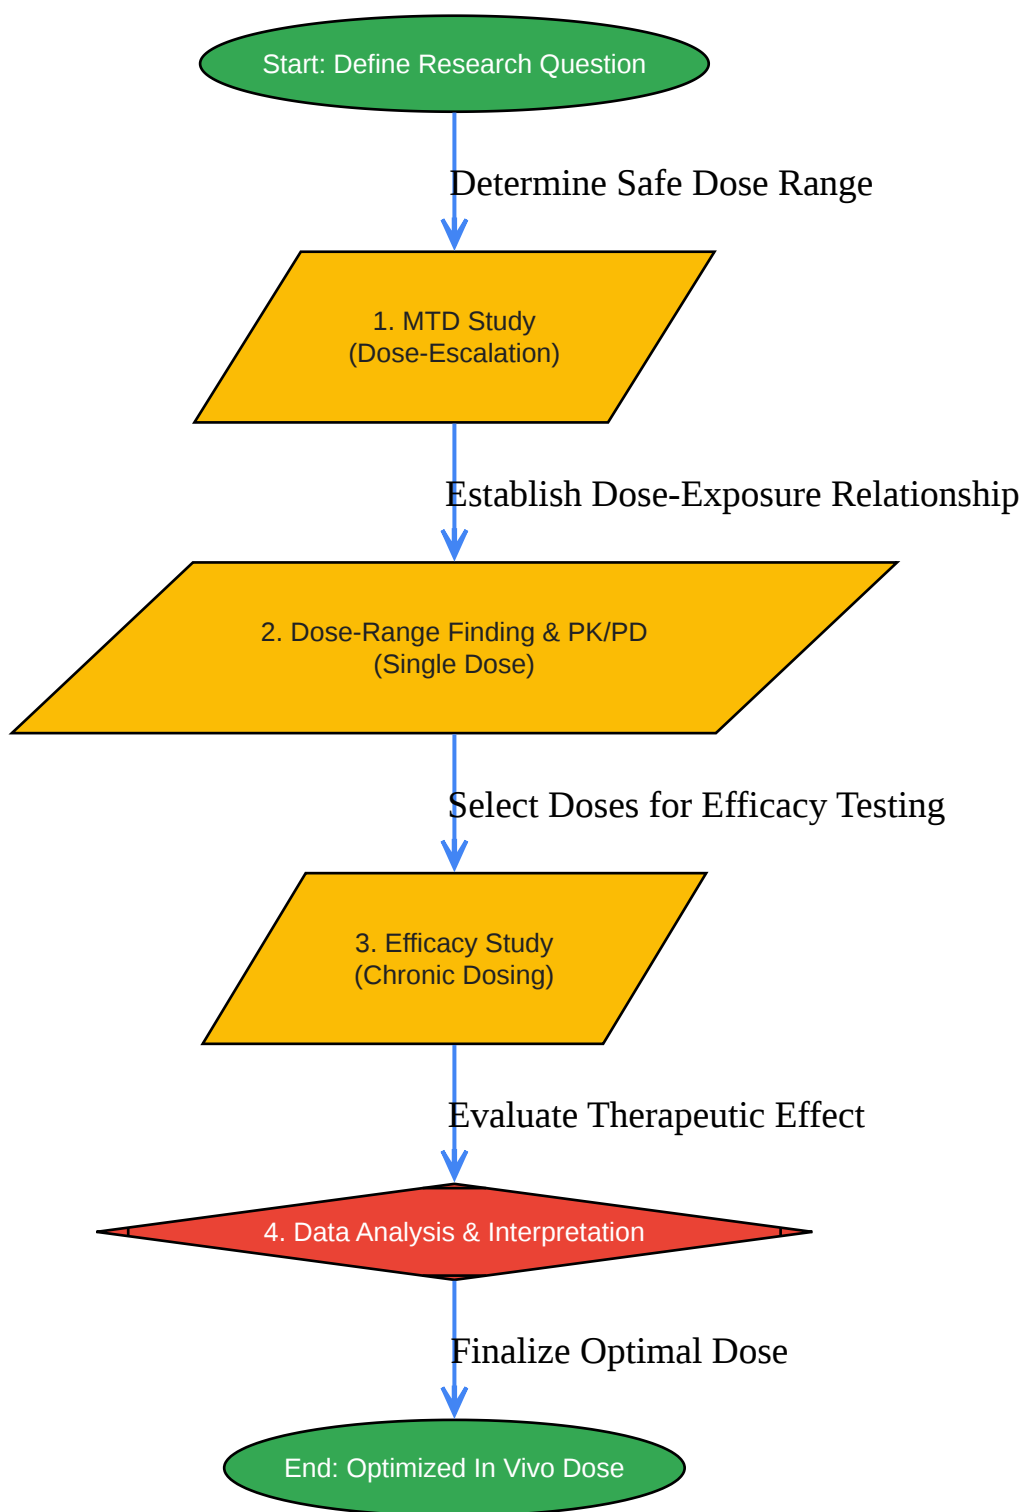 Start: Define Research Question
Determine Safe Dose Range
1. MTD Study
(Dose-Escalation)
Establish Dose-Exposure Relationship
2. Dose-Range Finding & PK/PD
(Single Dose)
Select Doses for Efficacy Testing
3. Efficacy Study
(Chronic Dosing)
Evaluate Therapeutic Effect
4. Data Analysis & Interpretation
Finalize Optimal Dose
End: Optimized In Vivo Dose